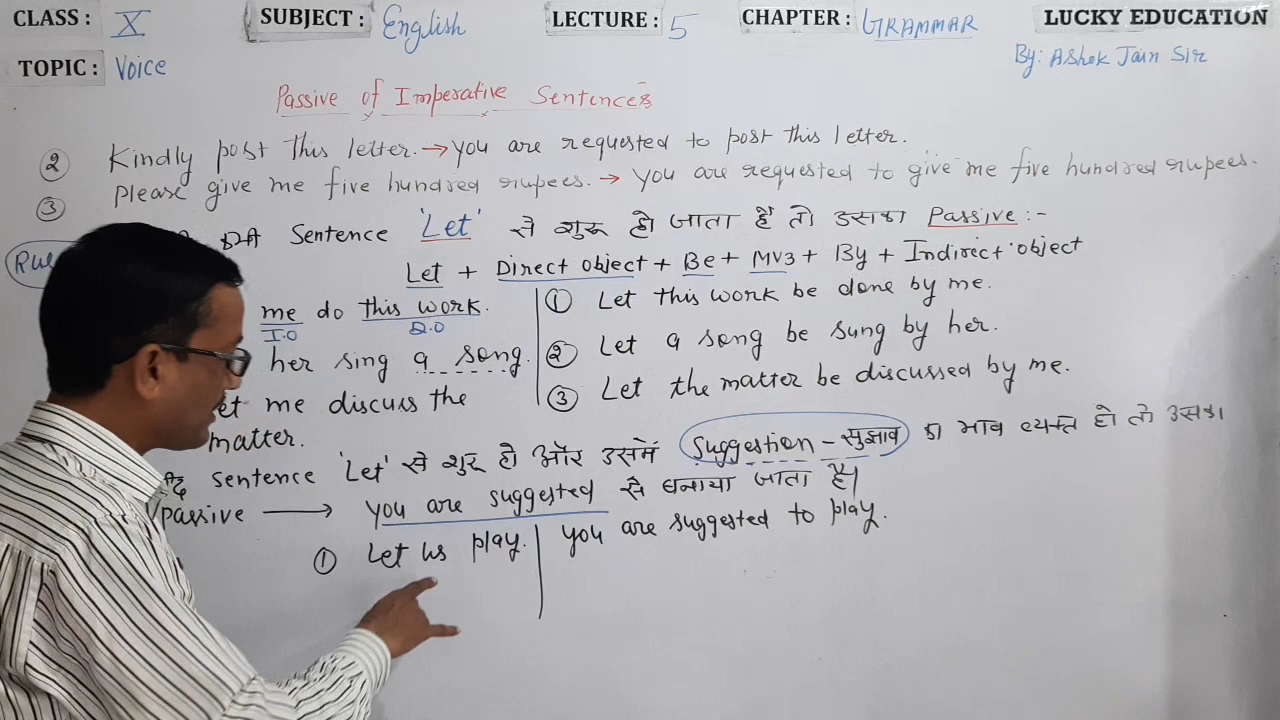 CLASS : X SUBJECT : English LECTURE : 5 CHAPTER : GRAMMAR LUCKY EDUCATION
TOPIC : Voice By: Ashok Jain Sir
Passive of Imperative Sentences
② Kindly post this letter. → You are requested to post this letter.
③ Please give me five hundred rupees. → You are requested to give me five hundred rupees.
Sentence 'Let' से शुरू हो जाता है तो उसका Passive :-
Let + Direct object + Be + MV3 + By + Indirect object
me do this work. ① Let this work be done by me.
I.O D.O
her sing a song. ② Let a song be sung by her.
et me discuss the ③ Let the matter be discussed by me.
matter.
Sentence 'Let' से शुरू हो और उसमें Suggestion - सुझाव का भाव व्यक्त हो तो उसका
Passive → You are suggested से बनाया जाता है।
① Let us play. You are suggested to play.